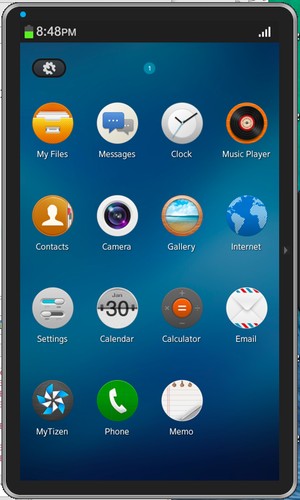 8:48PM
1
My Files Messages Clock Music Player
Contacts Camera Gallery Internet
Jan
30
Settings Calendar Calculator Email
MyTizen Phone Memo